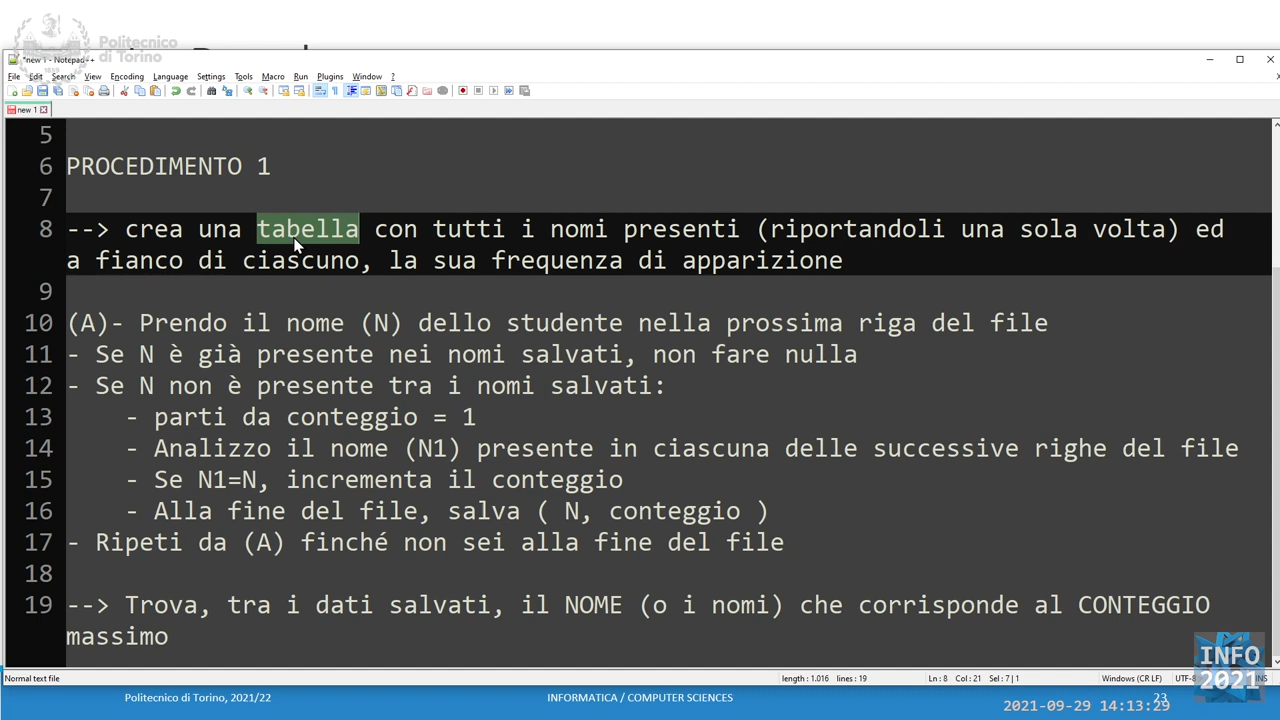 Politecnico
di Torino
*new 1 - Notepad++
File Edit Search View Encoding Language Settings Tools Macro Run Plugins Window ?
new 1
5
6 PROCEDIMENTO 1
7
8 --> crea una tabella con tutti i nomi presenti (riportandoli una sola volta) ed
a fianco di ciascuno, la sua frequenza di apparizione
9
10 (A)- Prendo il nome (N) dello studente nella prossima riga del file
11 - Se N è già presente nei nomi salvati, non fare nulla
12 - Se N non è presente tra i nomi salvati:
13 - parti da conteggio = 1
14 - Analizzo il nome (N1) presente in ciascuna delle successive righe del file
15 - Se N1=N, incrementa il conteggio
16 - Alla fine del file, salva ( N, conteggio )
17 - Ripeti da (A) finché non sei alla fine del file
18
19 --> Trova, tra i dati salvati, il NOME (o i nomi) che corrisponde al CONTEGGIO
massimo
INFO
2021
Normal text file length : 1.016 lines : 19 Ln : 8 Col : 21 Sel : 7 | 1 Windows (CR LF) UTF-8 INS
Politecnico di Torino, 2021/22 INFORMATICA / COMPUTER SCIENCES 23
2021-09-29 14:13:29